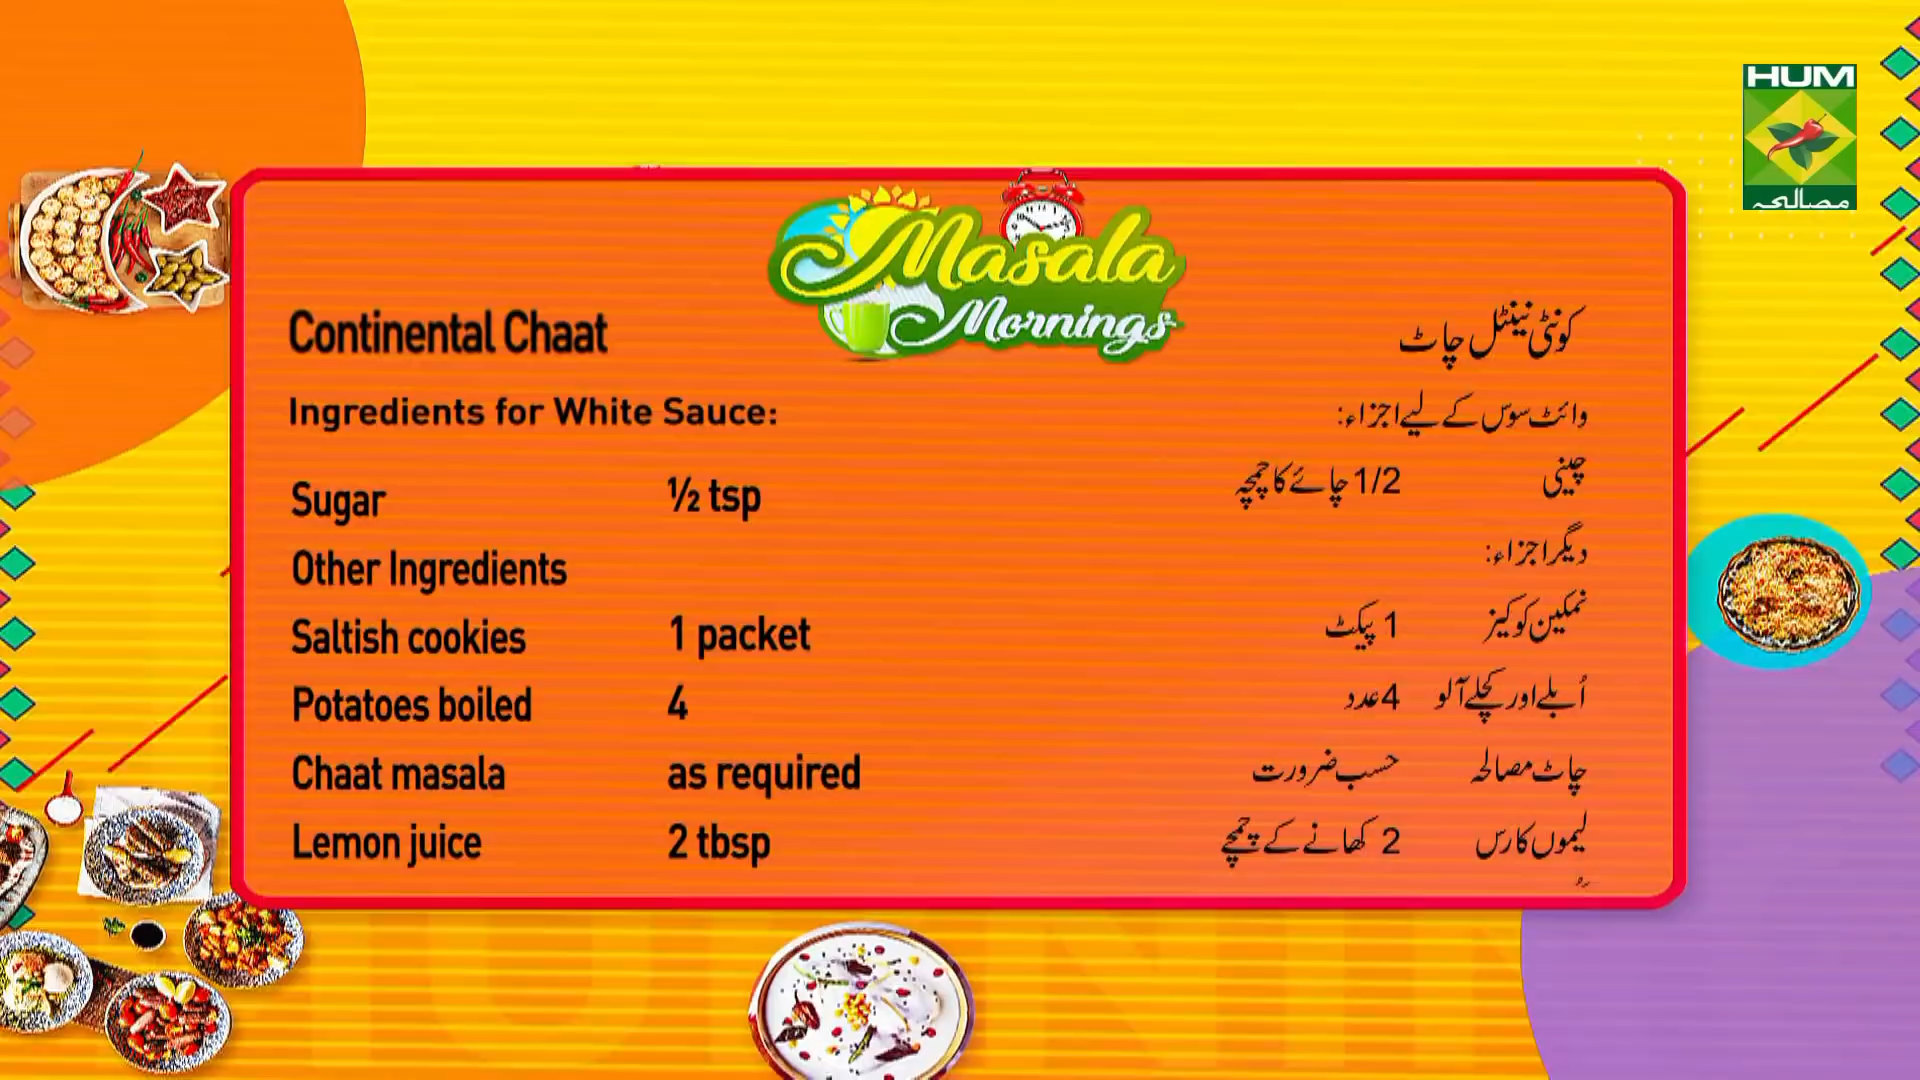 HUM
مصالحہ
Masala
Mornings
Continental Chaat
کونٹی نینٹل چاٹ
Ingredients for White Sauce:
وائٹ سوس کے لیے اجزاء:
Sugar ½ tsp
چینی 1/2 چائے کا چمچہ
Other Ingredients
دیگر اجزاء:
Saltish cookies 1 packet
نمکین کوکیز 1 پیکٹ
Potatoes boiled 4
اُبلے اور کچلے آلو 4 عدد
Chaat masala as required
چاٹ مصالحہ حسب ضرورت
Lemon juice 2 tbsp
لیموں کا رس 2 کھانے کے چمچے